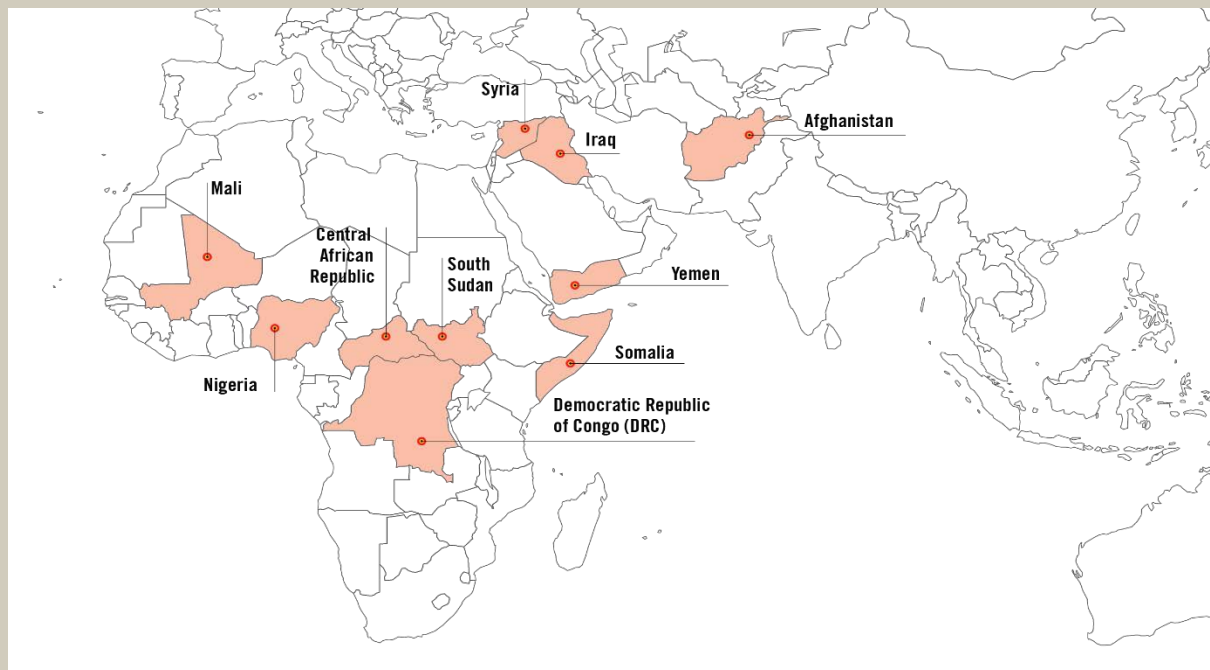 Syria
Afghanistan
Iraq
Mali
Central
African
Republic
South
Sudan
Yemen
Somalia
Nigeria
Democratic Republic
of Congo (DRC)